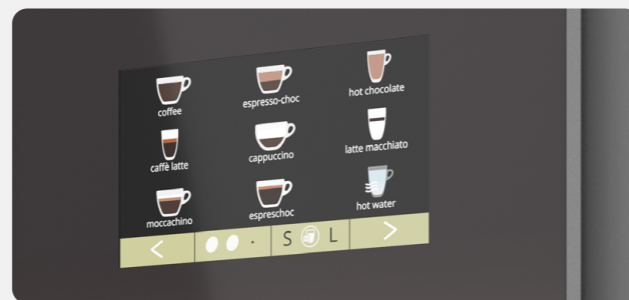 coffee
espresso-choc
hot chocolate
caffè latte
cappuccino
latte macchiato
moccachino
espreschoc
hot water
S L